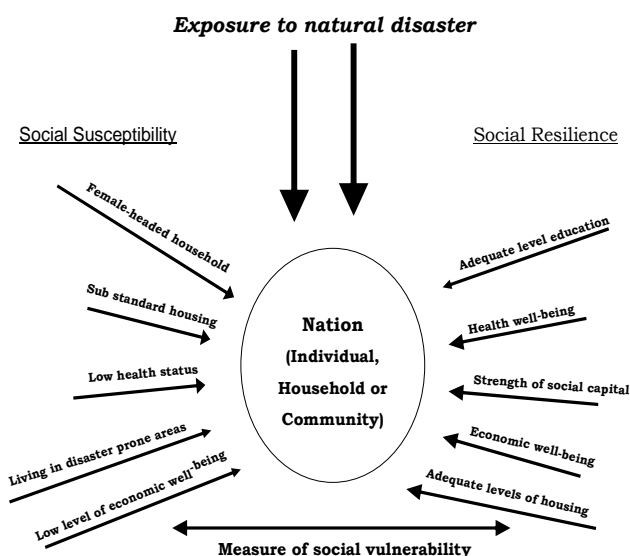 Exposure to natural disaster
Social Susceptibility
Social Resilience
Female-headed household
Sub standard housing
Low health status
Living in disaster prone areas
Low level of economic well-being
Nation
(Individual,
Household or
Community)
Adequate level education
Health well-being
Strength of social capital
Economic well-being
Adequate levels of housing
Measure of social vulnerability